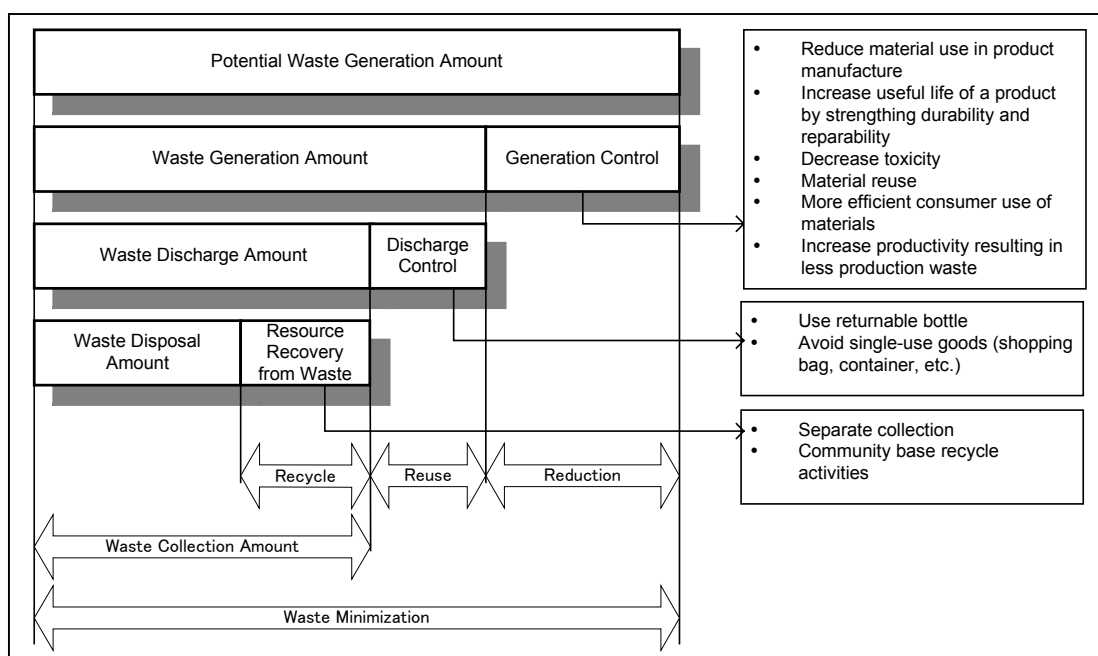 Potential Waste Generation Amount
Waste Generation Amount
Generation Control
Waste Discharge Amount
Discharge
Control
Waste Disposal
Amount
Resource
Recovery
from Waste
Recycle
Reuse
Reduction
Waste Collection Amount
Waste Minimization
• Reduce material use in product
manufacture
• Increase useful life of a product
by strengthing durability and
reparability
• Decrease toxicity
• Material reuse
• More efficient consumer use of
materials
• Increase productivity resulting in
less production waste
• Use returnable bottle
• Avoid single-use goods (shopping
bag, container, etc.)
• Separate collection
• Community base recycle
activities